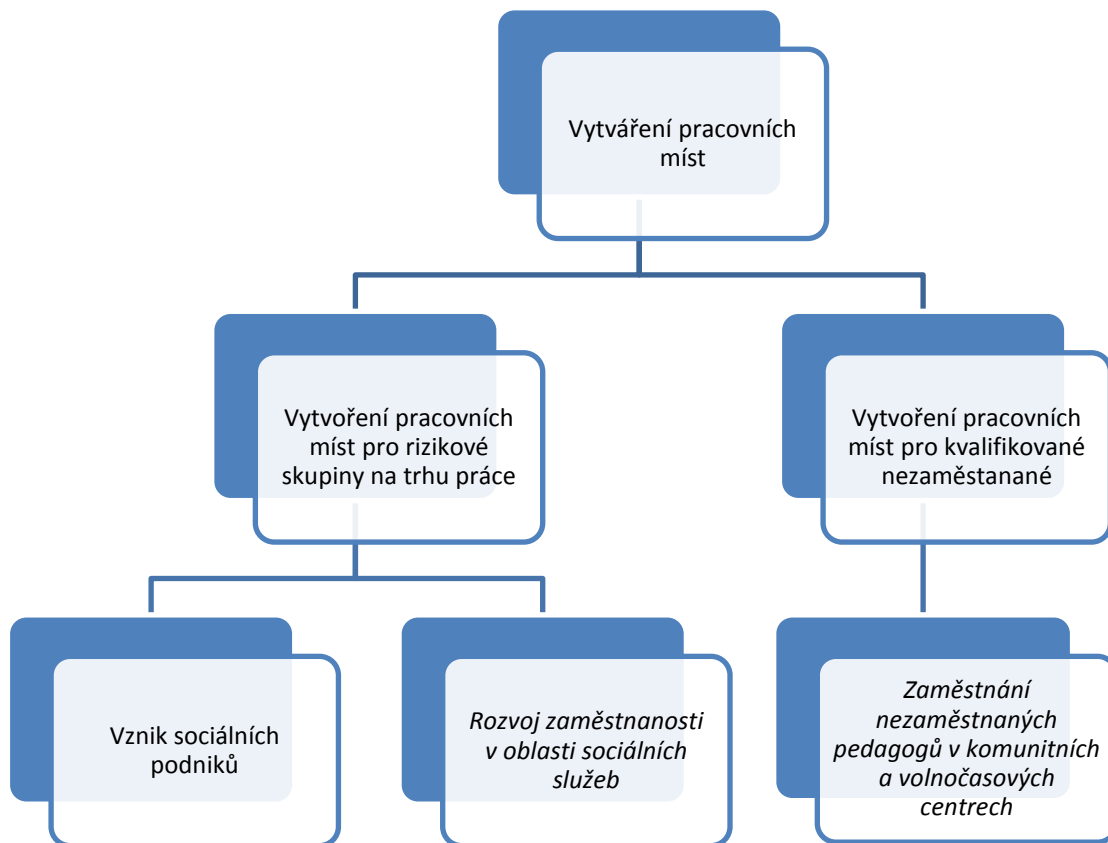 Vytváření pracovních
míst
Vytvoření pracovních
míst pro rizikové
skupiny na trhu práce
Vytvoření pracovních
míst pro kvalifikované
nezaměstanané
Vznik sociálních
podniků
Rozvoj zaměstnanosti
v oblasti sociálních
služeb
Zaměstnání
nezaměstnaných
pedagogů v komunitních
a volnočasových
centrech